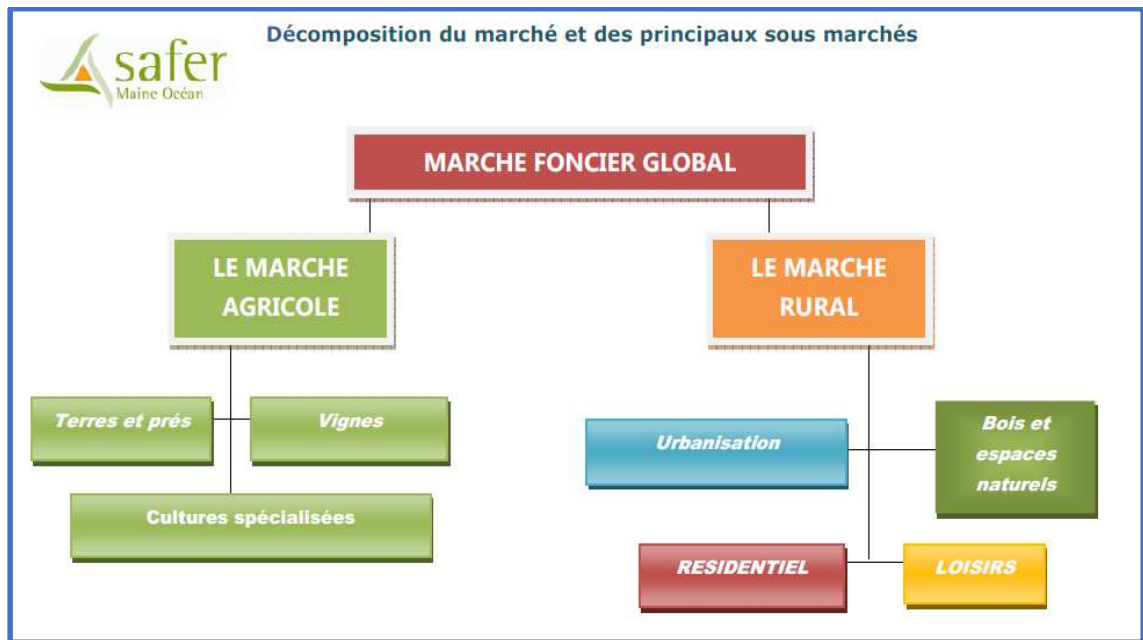 Décomposition du marché et des principaux sous marchés
safer
Maine Océan
MARCHE FONCIER GLOBAL
LE MARCHE
AGRICOLE
LE MARCHE
RURAL
Terres et prés
Vignes
Cultures spécialisées
Urbanisation
Bois et
espaces
naturels
RESIDENTIEL
LOISIRS